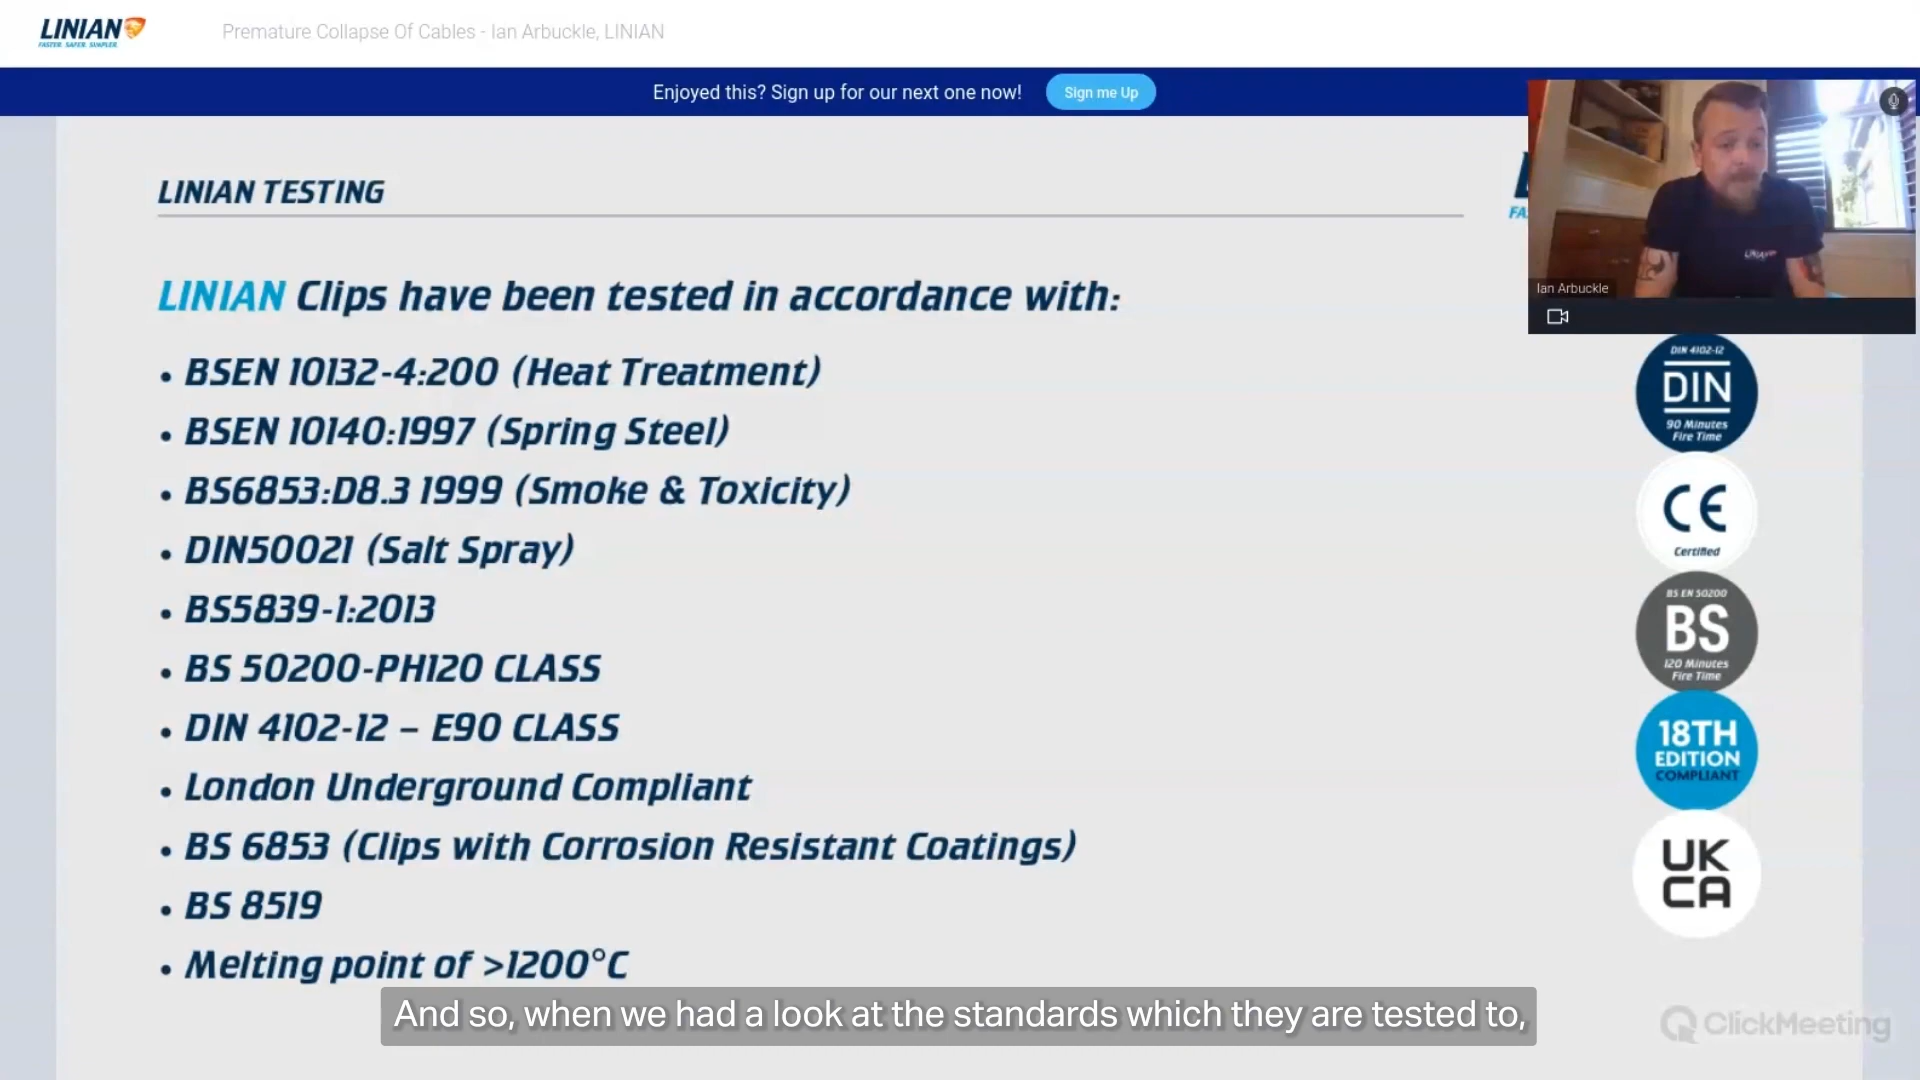 LINIAN
FASTER. SAFER. SIMPLER.
Premature Collapse Of Cables - Ian Arbuckle, LINIAN
Enjoyed this? Sign up for our next one now!
Sign me Up
LINIAN TESTING
FA
LINIAN
Ian Arbuckle
LINIAN Clips have been tested in accordance with:
• BSEN 10132-4:200 (Heat Treatment)
• BSEN 10140:1997 (Spring Steel)
• BS6853:D8.3 1999 (Smoke & Toxicity)
• DIN50021 (Salt Spray)
• BS5839-1:2013
• BS 50200-PH120 CLASS
• DIN 4102-12 – E90 CLASS
• London Underground Compliant
• BS 6853 (Clips with Corrosion Resistant Coatings)
• BS 8519
• Melting point of >1200°C
DIN 4102-12
DIN
90 Minutes
Fire Time
CE
Certified
BS EN 50200
BS
120 Minutes
Fire Time
18TH
EDITION
COMPLIANT
UK
CA
And so, when we had a look at the standards which they are tested to,
ClickMeeting